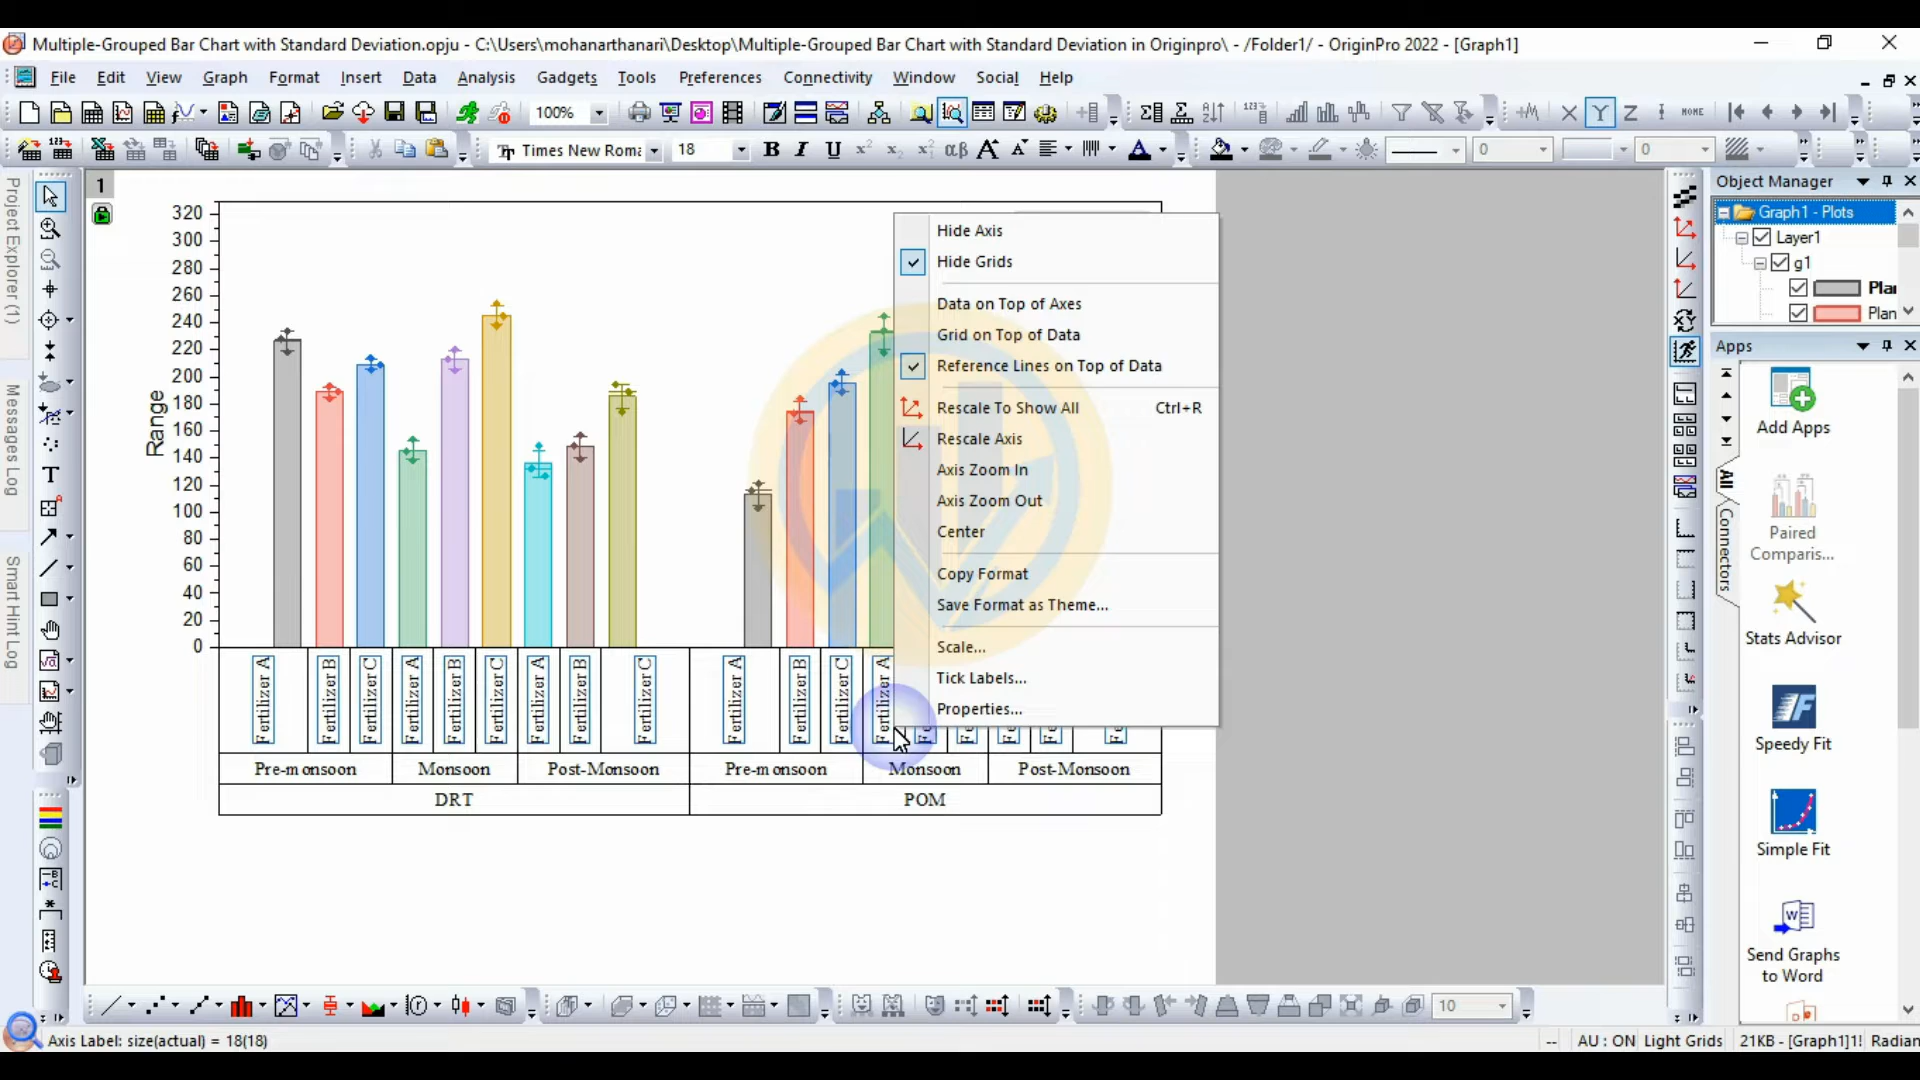 Multiple-Grouped Bar Chart with Standard Deviation.opju - C:\Users\mohanarthanari\Desktop\Multiple-Grouped Bar Chart with Standard Deviation in Originpro\ - /Folder1/ - OriginPro 2022 - [Graph1]
File Edit View Graph Format Insert Data Analysis Gadgets Tools Preferences Connectivity Window Social Help
100%
X Y Z HOME
Times New Roma 18 B I U αβ A A 0 0
Project Explorer (1)
Messages Log
Smart Hint Log
1
320
300
280
260
240
220
200
180
160
140
120
100
80
60
40
20
0
Range
Fertilizer A Fertilizer B Fertilizer C Fertilizer A Fertilizer B Fertilizer C Fertilizer A Fertilizer B Fertilizer C Fertilizer A Fertilizer B Fertilizer C Fertilizer A
Pre-monsoon Monsoon Post-Monsoon Pre-monsoon Monsoon Post-Monsoon
DRT POM
Hide Axis
Hide Grids
Data on Top of Axes
Grid on Top of Data
Reference Lines on Top of Data
Rescale To Show All Ctrl+R
Rescale Axis
Axis Zoom In
Axis Zoom Out
Center
Copy Format
Save Format as Theme...
Scale...
Tick Labels...
Properties...
Object Manager
Graph1 - Plots
Layer1
g1
Plan
Plan
Apps
All
Connectors
Add Apps
Paired
Comparis...
Stats Advisor
Speedy Fit
Simple Fit
Send Graphs
to Word
10
Axis Label: size(actual) = 18(18)
-- AU : ON Light Grids 21KB - [Graph1]1! Radian